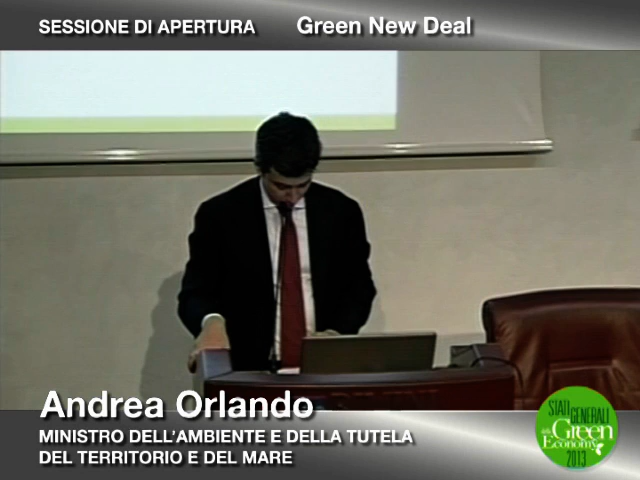 SESSIONE DI APERTURA Green New Deal
Andrea Orlando
MINISTRO DELL'AMBIENTE E DELLA TUTELA
DEL TERRITORIO E DEL MARE
STATI
GENERALI
della Green
Economy
2013